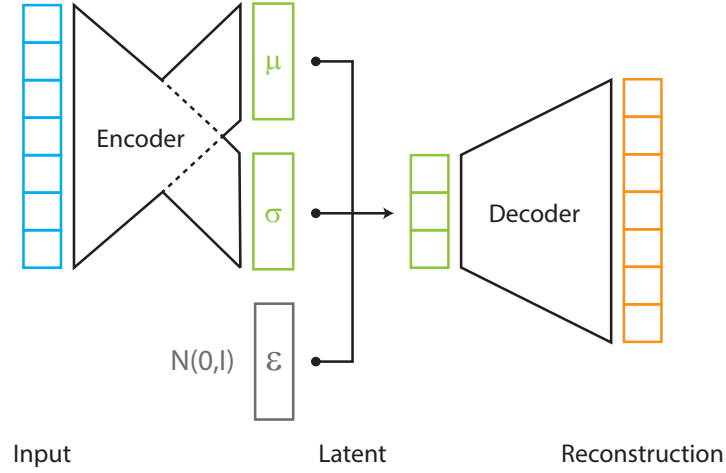 μ
Encoder
σ
Decoder
N(0,I)
ε
Input
Latent
Reconstruction